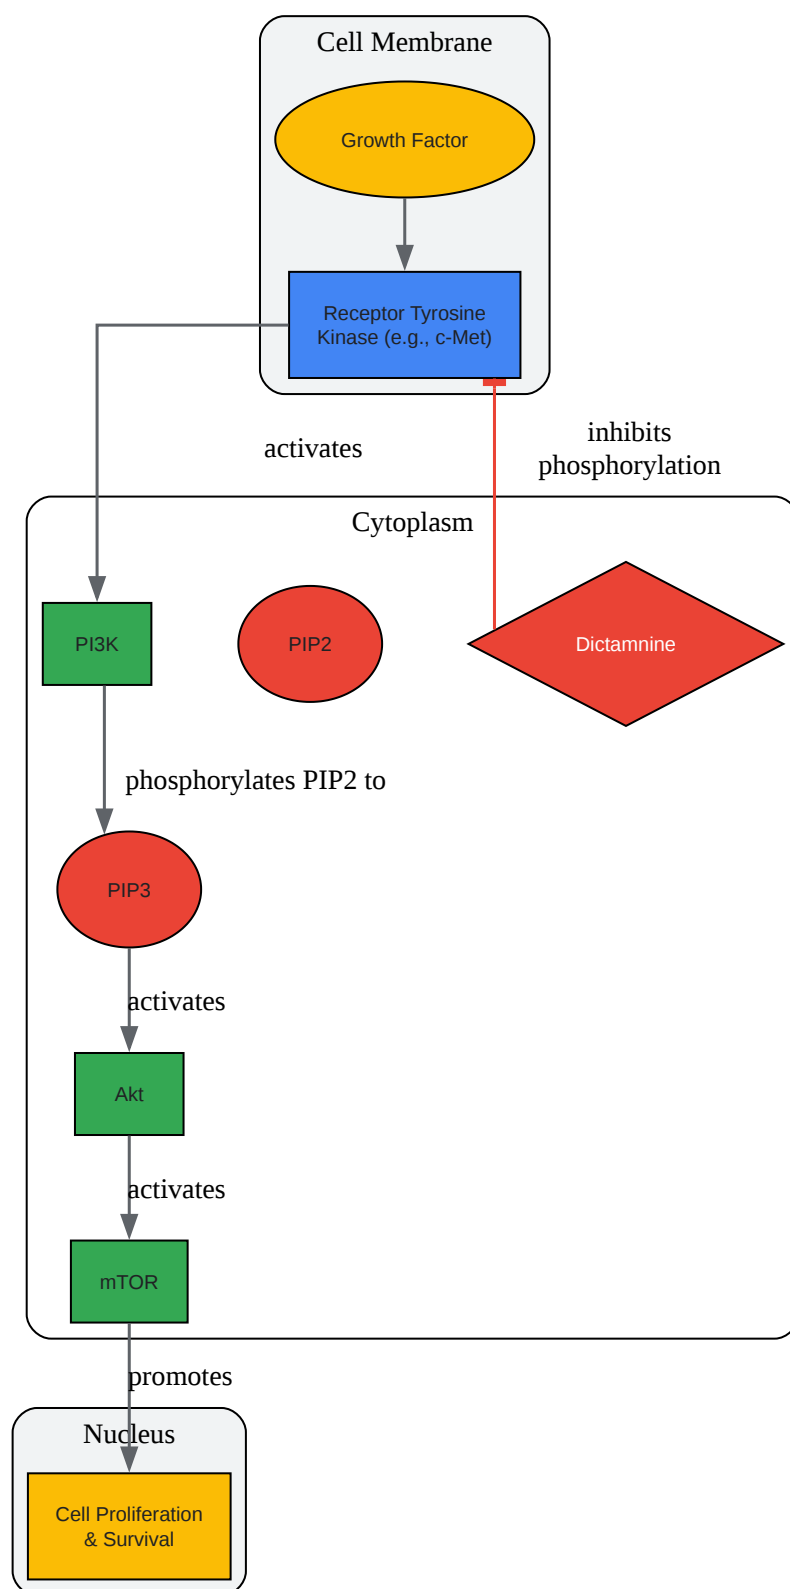 Cell Membrane
Growth Factor
Receptor Tyrosine
Kinase (e.g., c-Met)
activates
inhibits
phosphorylation
Cytoplasm
PI3K
PIP2
Dictamnine
phosphorylates PIP2 to
PIP3
activates
Akt
activates
mTOR
promotes
Nucleus
Cell Proliferation
& Survival